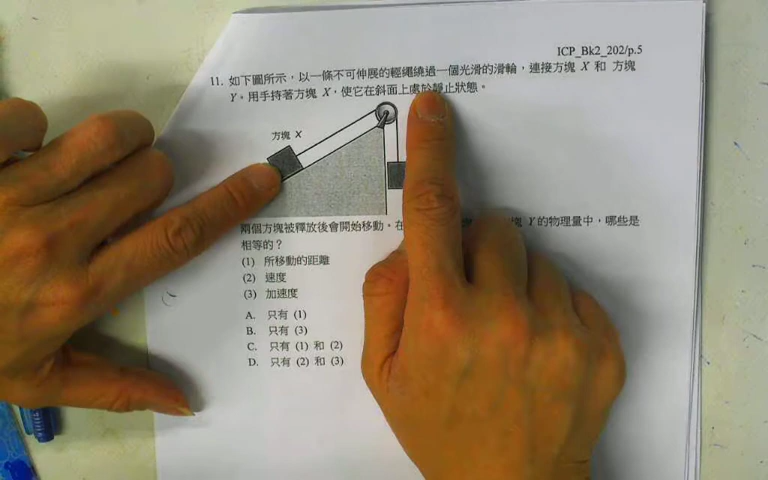 ICP_Bk2_202/p.5
11. 如下圖所示，以一條不可伸展的輕繩繞過一個光滑的滑輪，連接方塊 X 和 方塊
Y。用手持著方塊 X，使它在斜面上處於靜止狀態。
方塊 X
兩個方塊被釋放後會開始移動。在 塊 Y 的物理量中，哪些是
相等的？
(1) 所移動的距離
(2) 速度
(3) 加速度
A. 只有 (1)
B. 只有 (3)
C. 只有 (1) 和 (2)
D. 只有 (2) 和 (3)